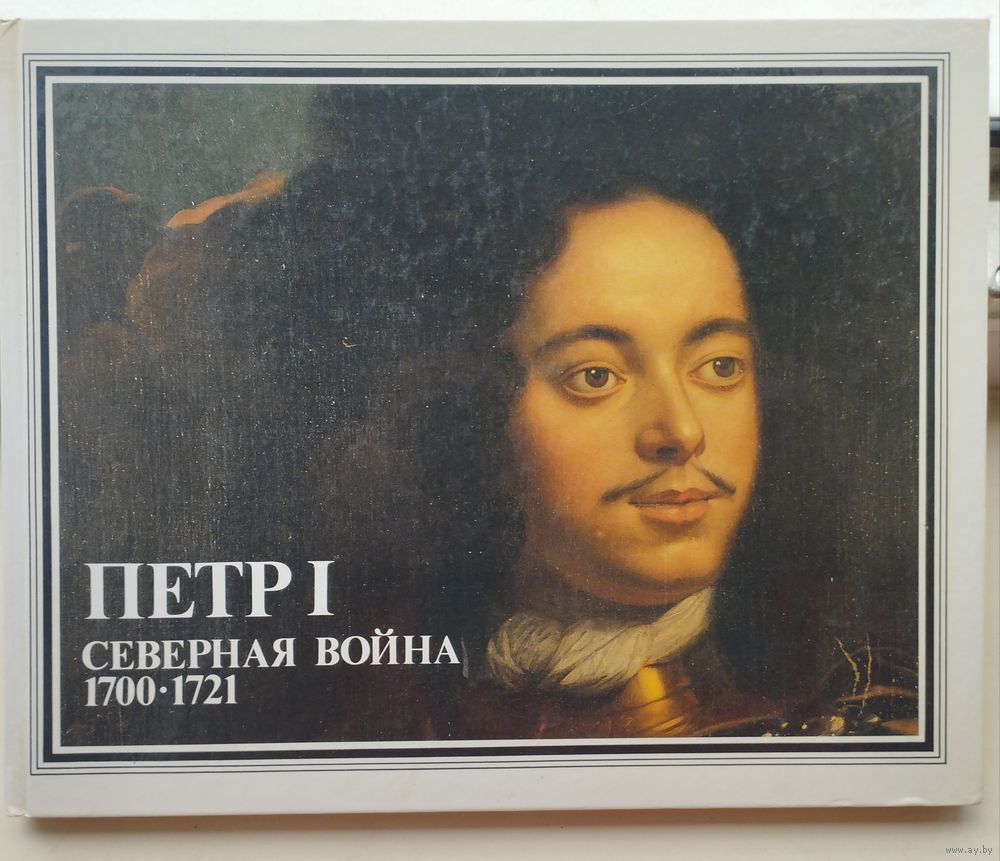 ПЕТР I
СЕВЕРНАЯ ВОЙНА
1700·1721
www.ay.by